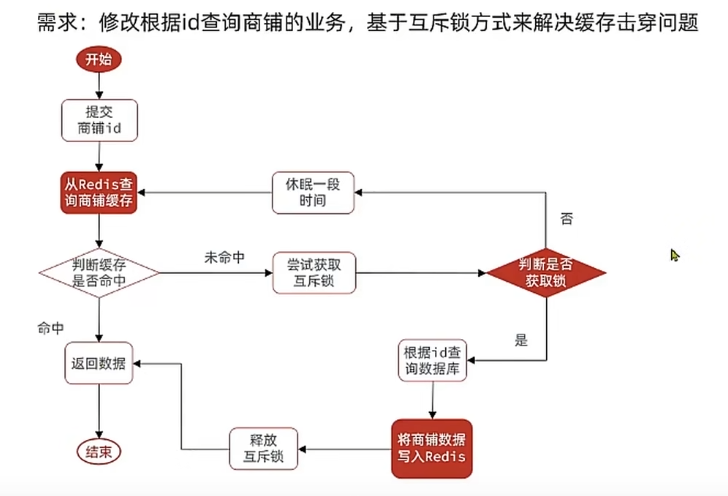 需求：修改根据id查询商铺的业务，基于互斥锁方式来解决缓存击穿问题
开始
提交
商铺id
从Redis查
询商铺缓存
休眠一段
时间
否
判断缓存
是否命中
未命中
尝试获取
互斥锁
判断是否
获取锁
命中
是
返回数据
根据id查
询数据库
结束
释放
互斥锁
将商铺数据
写入Redis